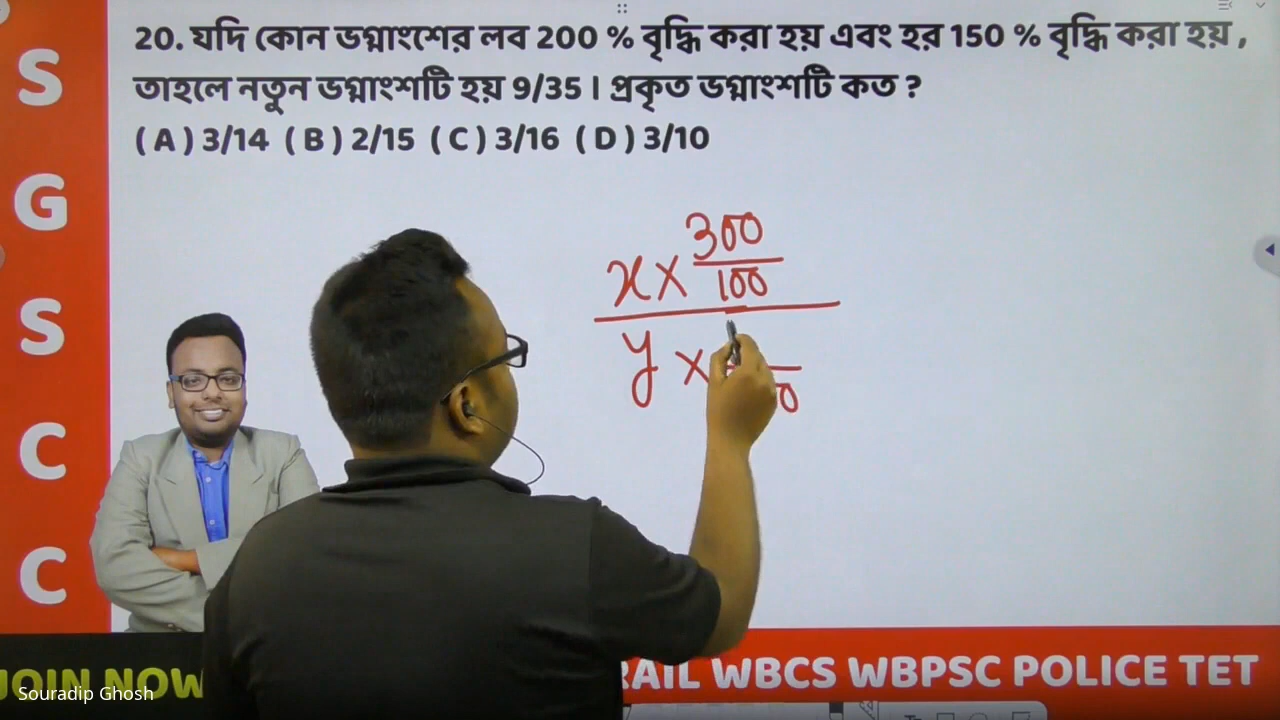 S
G
S
C
C
20. যদি কোন ভগ্নাংশের লব 200 % বৃদ্ধি করা হয় এবং হর 150 % বৃদ্ধি করা হয় ,
তাহলে নতুন ভগ্নাংশটি হয় 9/35 । প্রকৃত ভগ্নাংশটি কত ?
( A ) 3/14 ( B ) 2/15 ( C ) 3/16 ( D ) 3/10
x × 300
100
y ×
JOIN NOW
RAIL WBCS WBPSC POLICE TET
Souradip Ghosh